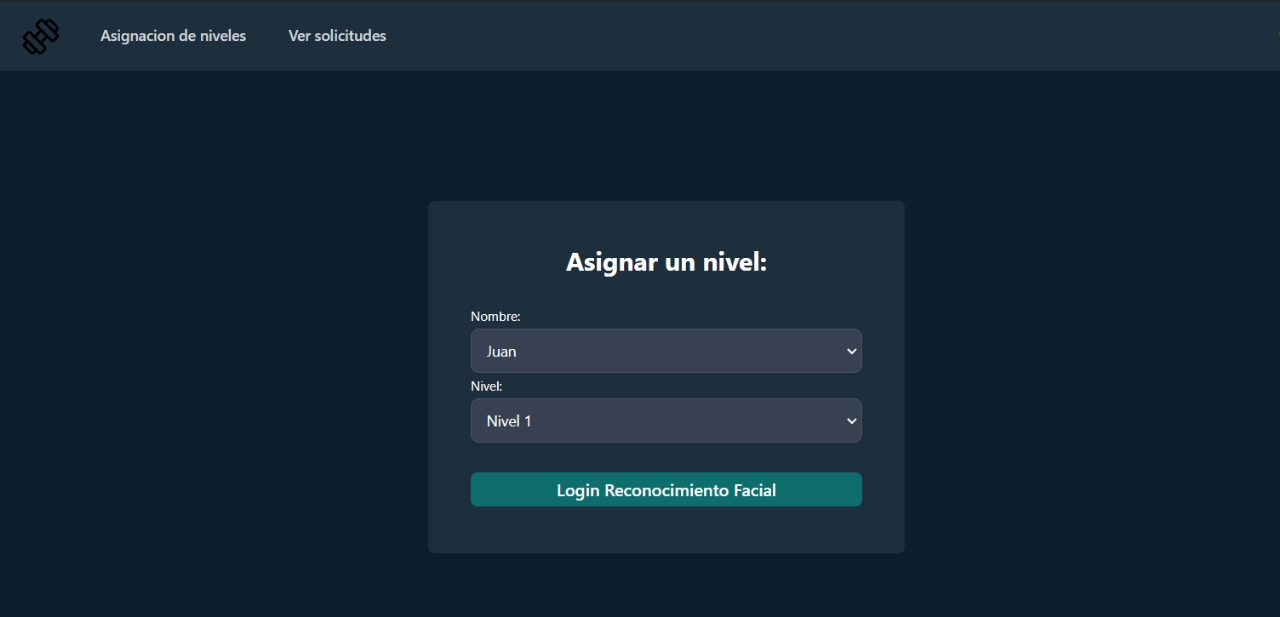 Asignacion de niveles Ver solicitudes
Asignar un nivel:
Nombre:
Juan
Nivel:
Nivel 1
Login Reconocimiento Facial